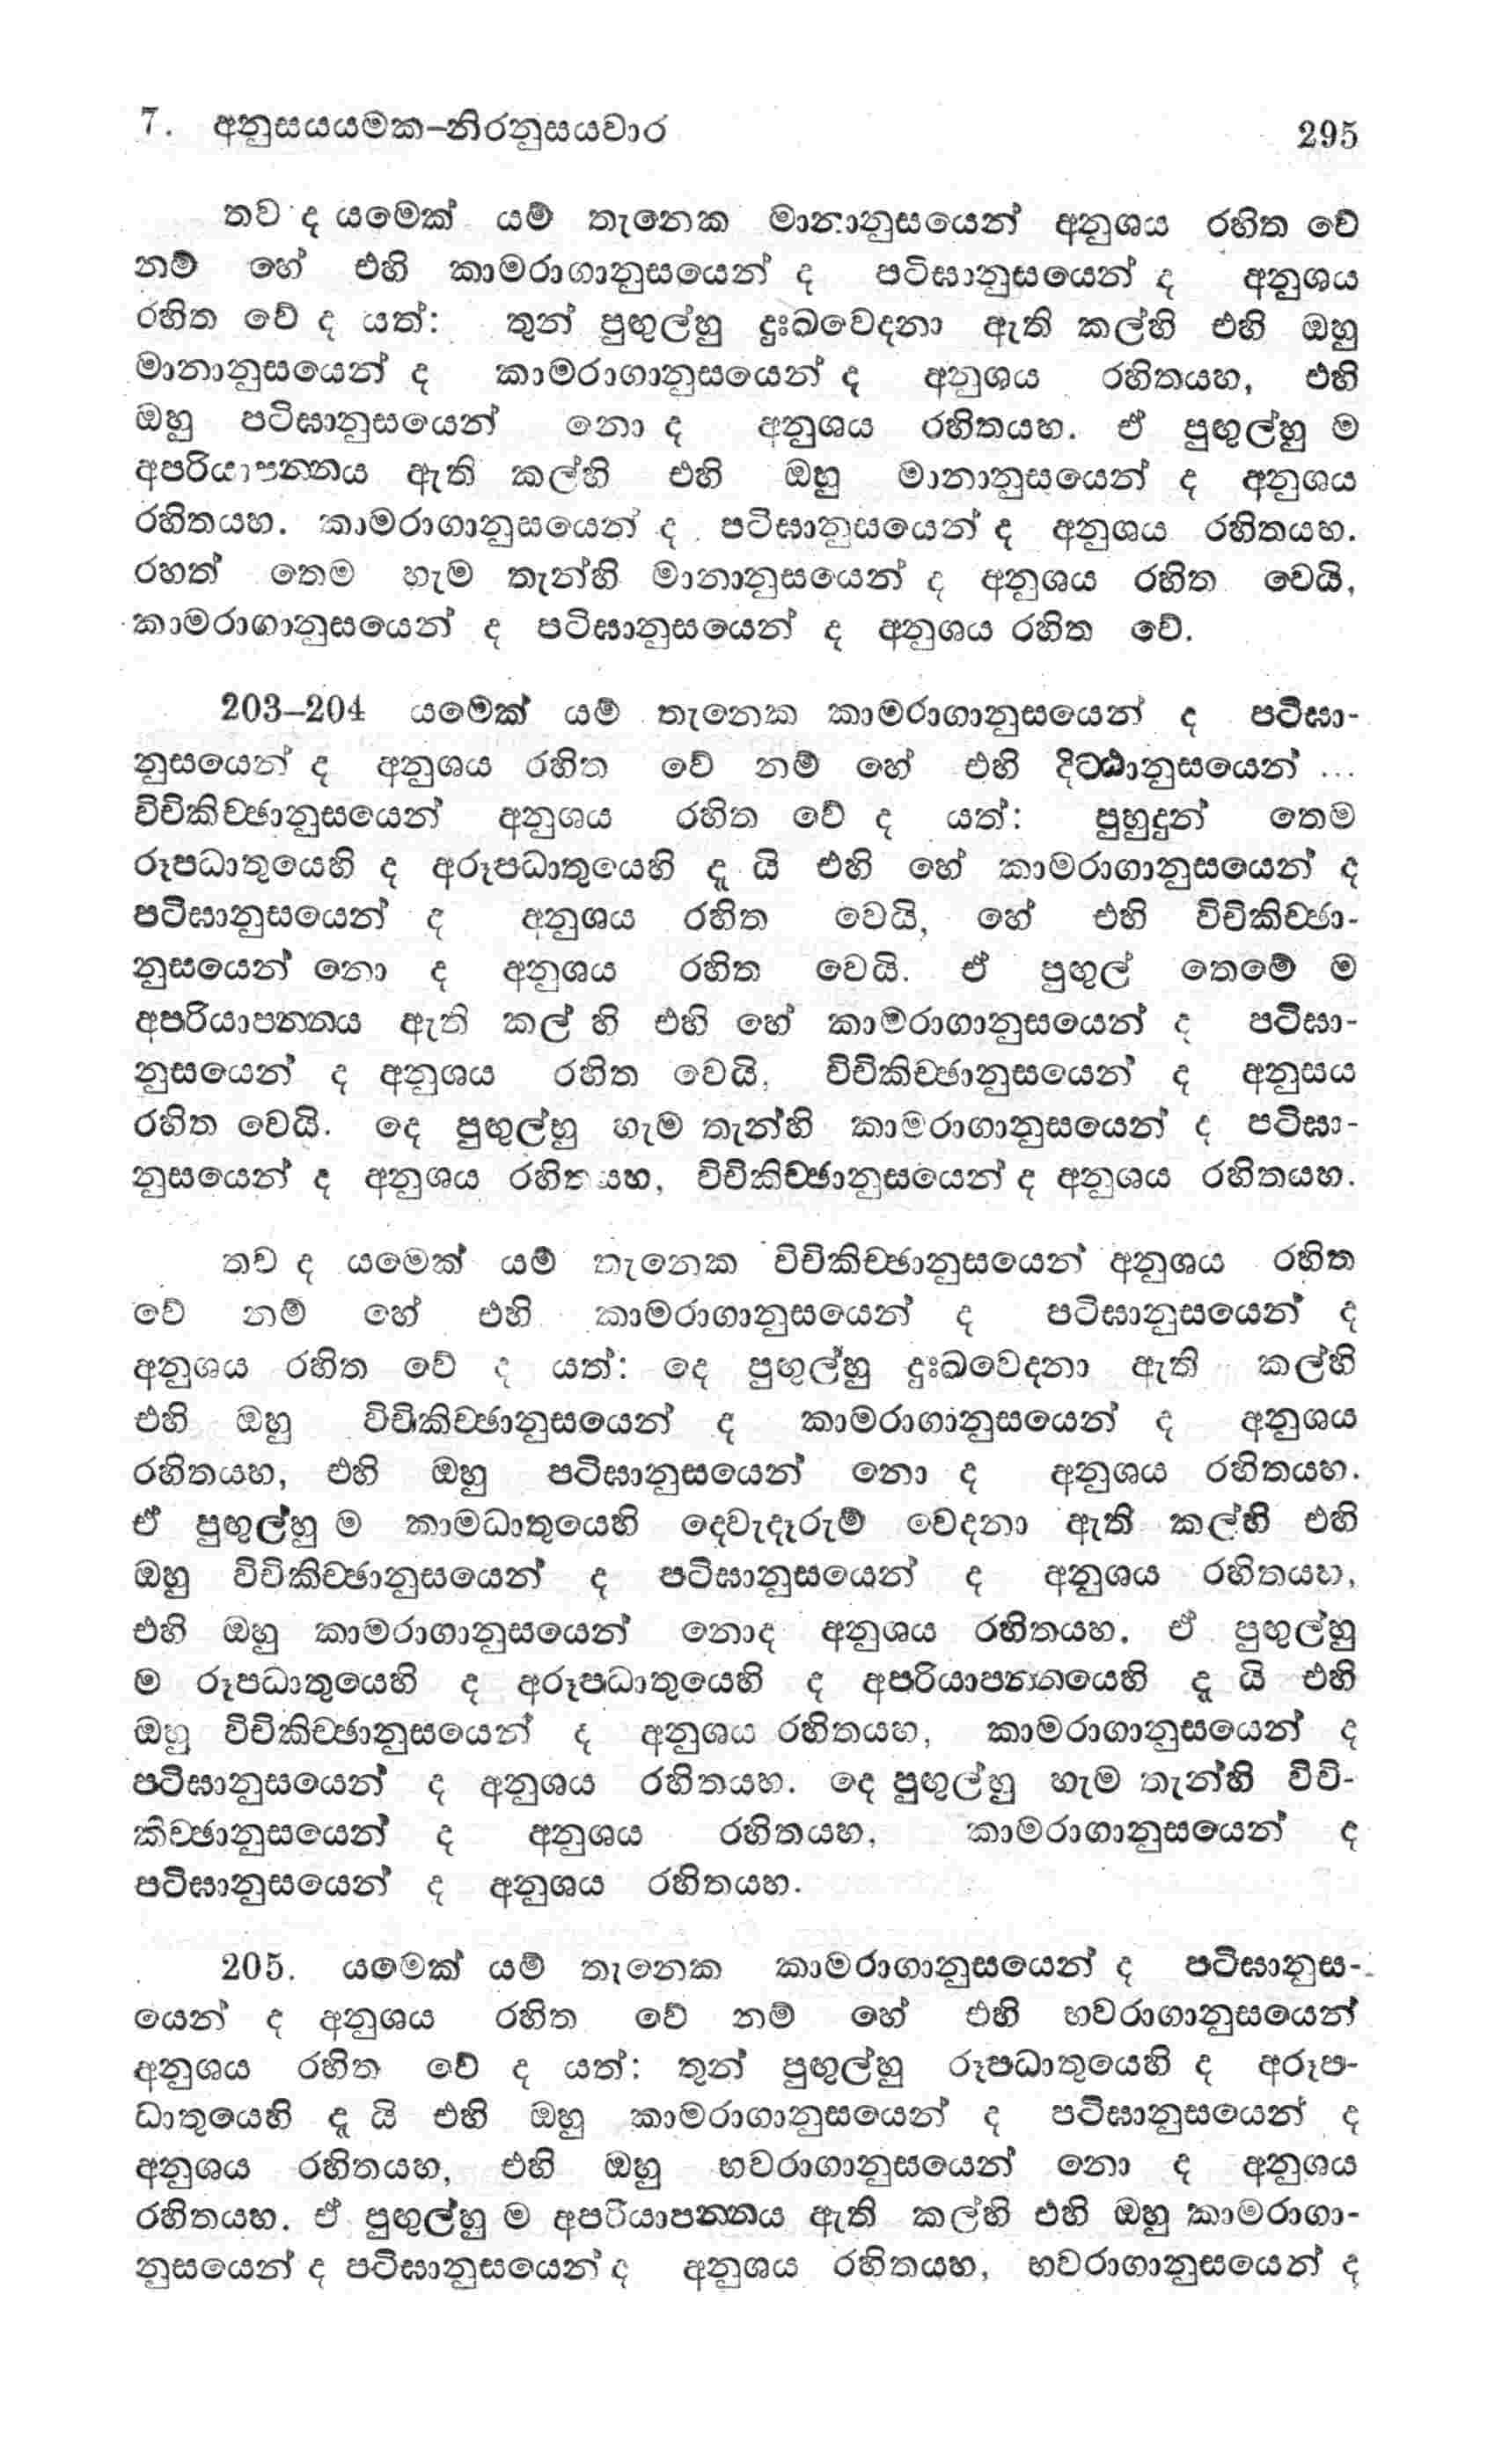 7. අනුසයයමක–නිරනුසයවාර 295
තව ද යමෙක් යම් තැනෙක මානානුසයෙන් අනුශය රහිත වේ
නම් හේ එහි කාමරාගානුසයෙන් ද පටිඝානුසයෙන් ද අනුශය
රහිත වේ ද යත්: තුන් පුඟුල්හු දුඃඛවෙදනා ඇති කල්හි එහි ඔහු
මානානුසයෙන් ද කාමරාගානුසයෙන් ද අනුශය රහිතයහ, එහි
ඔහු පටිඝානුසයෙන් නො ද අනුශය රහිතයහ. ඒ පුඟුල්හු ම
අපරියාපන්නය ඇති කල්හි එහි ඔහු මානානුසයෙන් ද අනුශය
රහිතයහ. කාමරාගානුසයෙන් ද පටිඝානුසයෙන් ද අනුශය රහිතයහ.
රහත් තෙම හැම තැන්හි මානානුසයෙන් ද අනුශය රහිත වෙයි,
කාමරාගානුසයෙන් ද පටිඝානුසයෙන් ද අනුශය රහිත වේ.
203–204 යමෙක් යම් තැනෙක කාමරාගානුසයෙන් ද පටිඝා-
නුසයෙන් ද අනුශය රහිත වේ නම් හේ එහි දිට්ඨානුසයෙන් ...
විචිකිච්ඡානුසයෙන් අනුශය රහිත වේ ද යත්: පුහුදුන් තෙම
රූපධාතුයෙහි ද අරූපධාතුයෙහි දූ යි එහි හේ කාමරාගානුසයෙන් ද
පටිඝානුසයෙන් ද අනුශය රහිත වෙයි, හේ එහි විචිකිච්ඡා-
නුසයෙන් නො ද අනුශය රහිත වෙයි. ඒ පුඟුල් තෙමේ ම
අපරියාපන්නය ඇති කල් හි එහි හේ කාමරාගානුසයෙන් ද පටිඝා-
නුසයෙන් ද අනුශය රහිත වෙයි, විචිකිච්ඡානුසයෙන් ද අනුසය
රහිත වෙයි. දෙ පුඟුල්හු හැම තැන්හි කාමරාගානුසයෙන් ද පටිඝා-
නුසයෙන් ද අනුශය රහිතයහ, විචිකිච්ඡානුසයෙන් ද අනුශය රහිතයහ.
තව ද යමෙක් යම් තැනෙක විචිකිච්ඡානුසයෙන් අනුශය රහිත
වේ නම් හේ එහි කාමරාගානුසයෙන් ද පටිඝානුසයෙන් ද
අනුශය රහිත වේ ද යත්: දෙ පුඟුල්හු දුඃඛවෙදනා ඇති කල්හි
එහි ඔහු විචිකිච්ඡානුසයෙන් ද කාමරාගානුසයෙන් ද අනුශය
රහිතයහ, එහි ඔහු පටිඝානුසයෙන් නො ද අනුශය රහිතයහ.
ඒ පුඟුල්හු ම කාමධාතුයෙහි දෙවැදෑරුම් වෙදනා ඇති කල්හි එහි
ඔහු විචිකිච්ඡානුසයෙන් ද පටිඝානුසයෙන් ද අනුශය රහිතයහ,
එහි ඔහු කාමරාගානුසයෙන් නොද අනුශය රහිතයහ. ඒ පුඟුල්හු
ම රූපධාතුයෙහි ද අරූපධාතුයෙහි ද අපරියාපන්නයෙහි දූ යි එහි
ඔහු විචිකිච්ඡානුසයෙන් ද අනුශය රහිතයහ, කාමරාගානුසයෙන් ද
පටිඝානුසයෙන් ද අනුශය රහිතයහ. දෙ පුඟුල්හු හැම තැන්හි විචි-
කිච්ඡානුසයෙන් ද අනුශය රහිතයහ, කාමරාගානුසයෙන් ද
පටිඝානුසයෙන් ද අනුශය රහිතයහ.
205. යමෙක් යම් තැනෙක කාමරාගානුසයෙන් ද පටිඝානුස-
යෙන් ද අනුශය රහිත වේ නම් හේ එහි භවරාගානුසයෙන්
අනුශය රහිත වේ ද යත්: තුන් පුඟුල්හු රූපධාතුයෙහි ද අරූප-
ධාතුයෙහි දූ යි එහි ඔහු කාමරාගානුසයෙන් ද පටිඝානුසයෙන් ද
අනුශය රහිතයහ, එහි ඔහු භවරාගානුසයෙන් නො ද අනුශය
රහිතයහ. ඒ පුඟුල්හු ම අපරියාපන්නය ඇති කල්හි එහි ඔහු කාමරාගා-
නුසයෙන් ද පටිඝානුසයෙන් ද අනුශය රහිතයහ, භවරාගානුසයෙන් ද